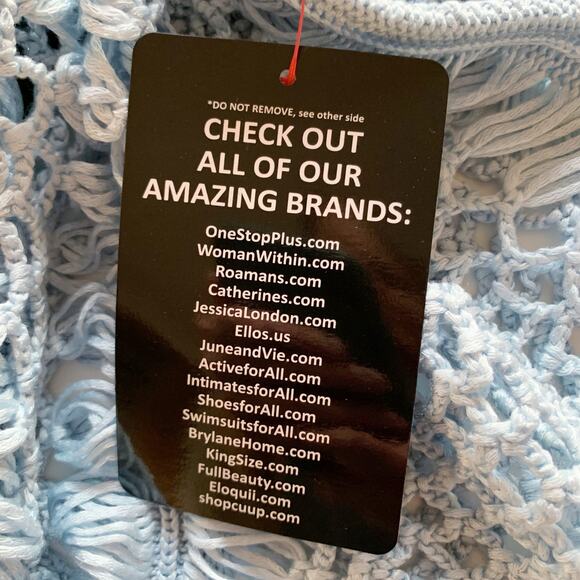 *DO NOT REMOVE, see other side
CHECK OUT
ALL OF OUR
AMAZING BRANDS:
OneStopPlus.com
WomanWithin.com
Roamans.com
Catherines.com
JessicaLondon.com
Ellos.us
JuneandVie.com
ActiveforAll.com
IntimatesforAll.com
ShoesforAll.com
SwimsuitsforAll.com
BrylaneHome.com
KingSize.com
FullBeauty.com
Eloquii.com
shopcuup.com